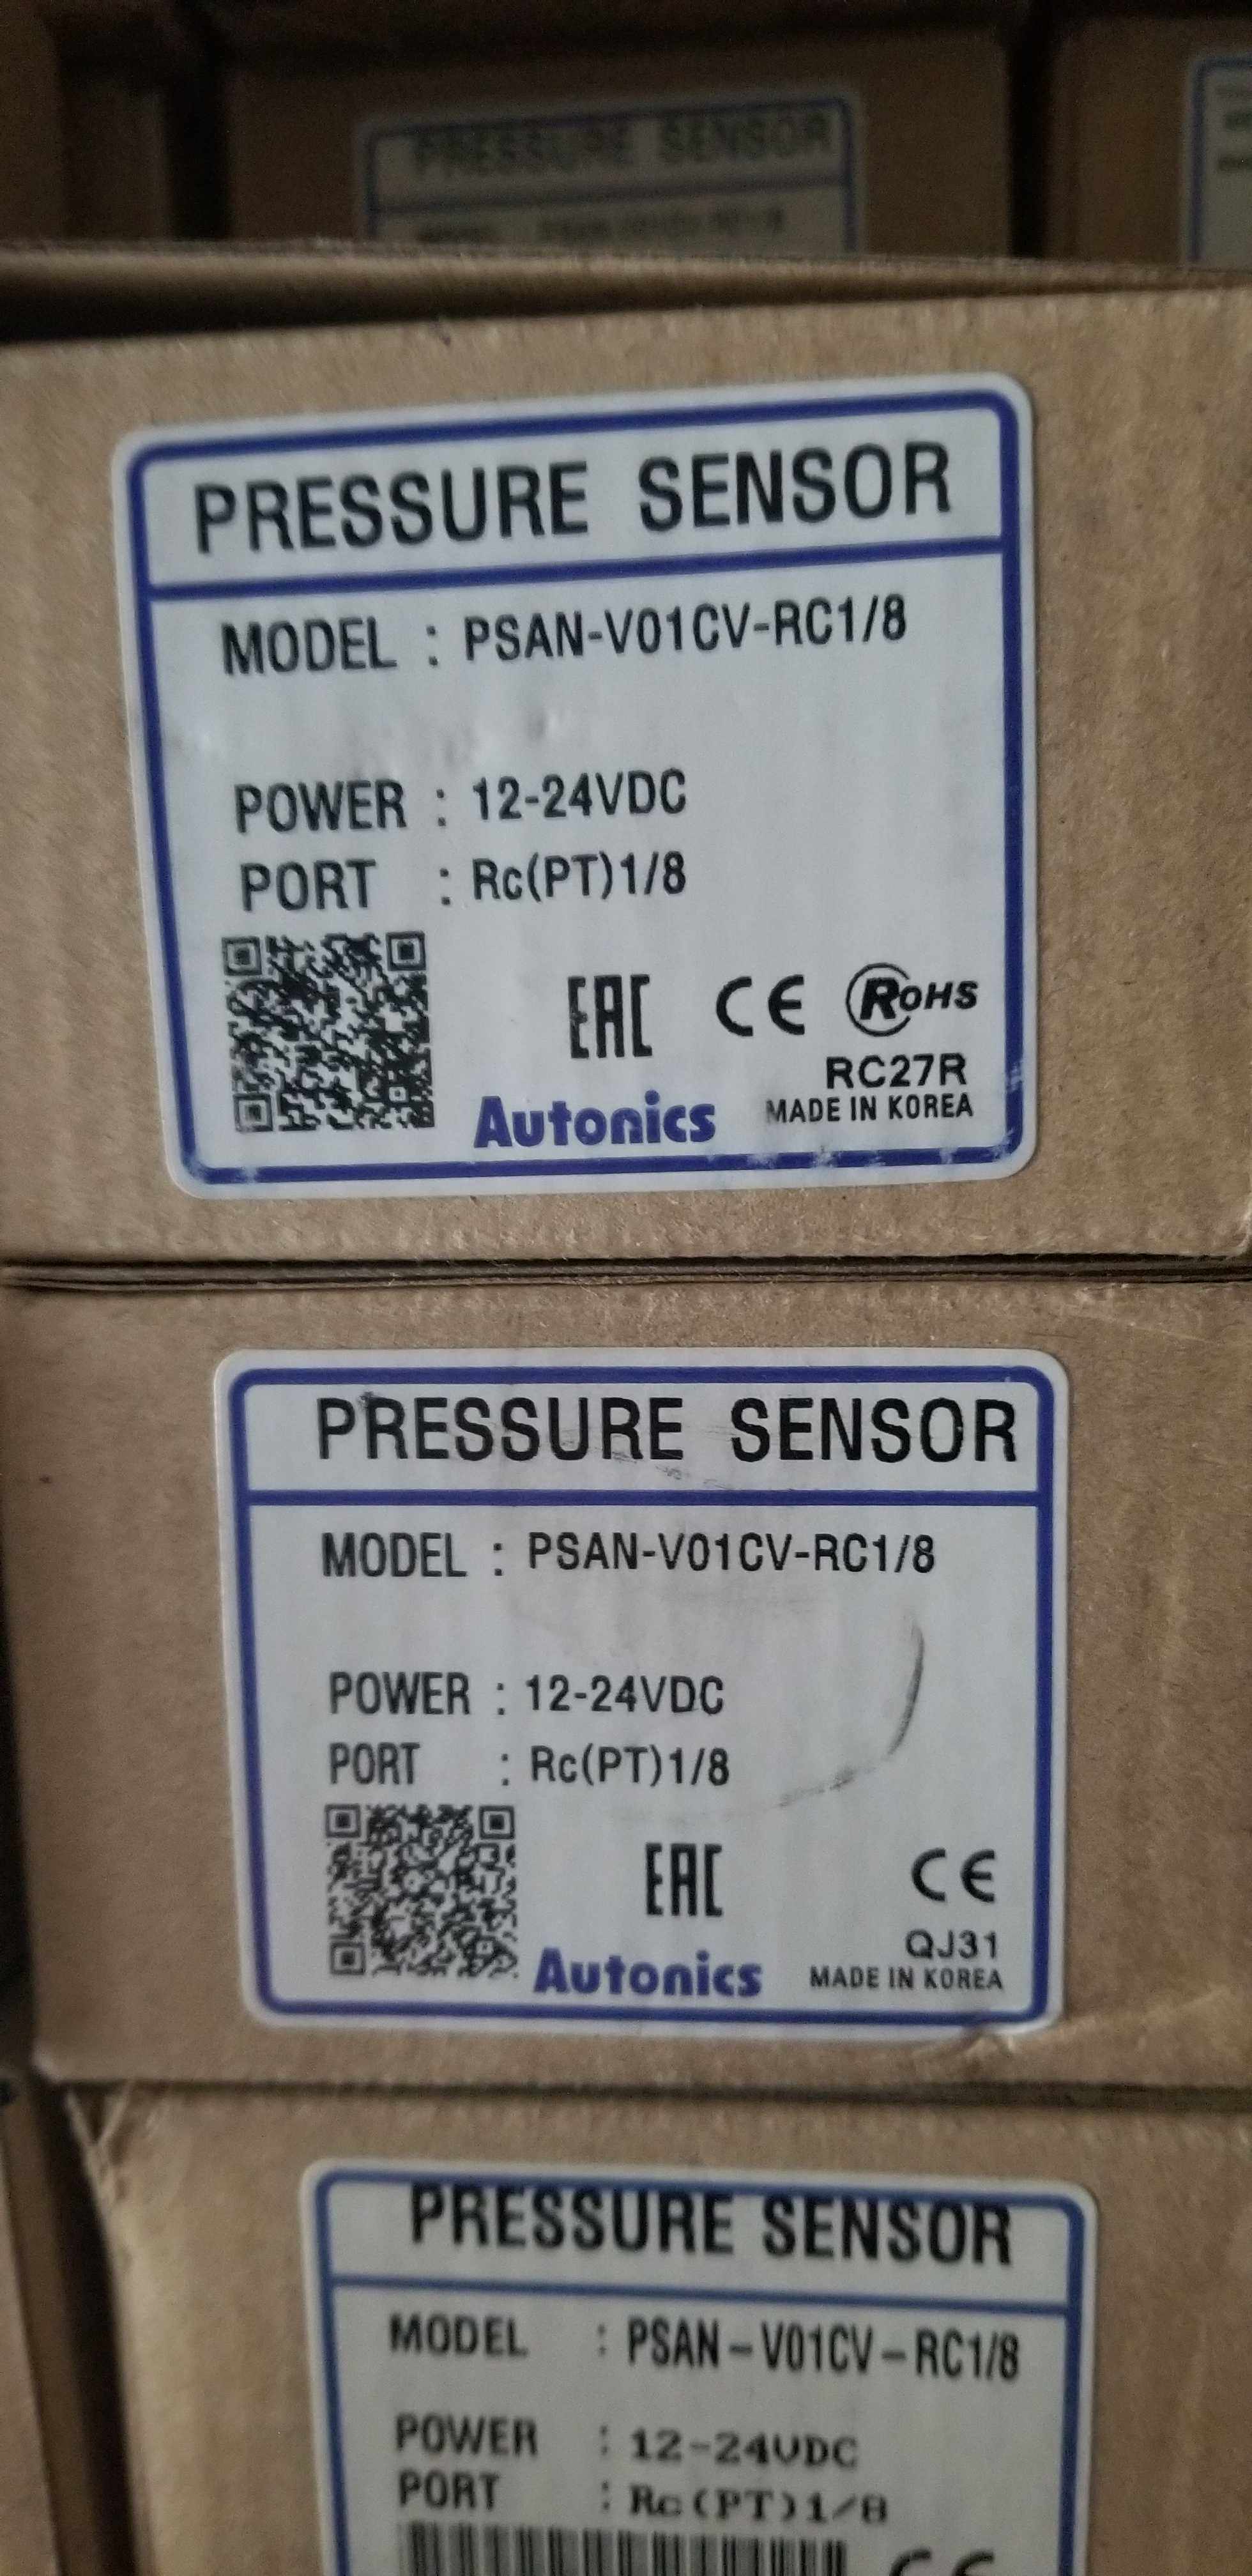 PRESSURE SENSOR
PRESSURE SENSOR
MODEL : PSAN-V01CV-RC1/8
POWER : 12-24VDC
PORT : Rc(PT)1/8
EAC CE RoHS
RC27R
Autonics MADE IN KOREA
PRESSURE SENSOR
MODEL : PSAN-V01CV-RC1/8
POWER : 12-24VDC
PORT : Rc(PT)1/8
EAC CE
QJ31
Autonics MADE IN KOREA
PRESSURE SENSOR
MODEL : PSAN-V01CV-RC1/8
POWER : 12-24VDC
PORT : Rc(PT)1/8
CE